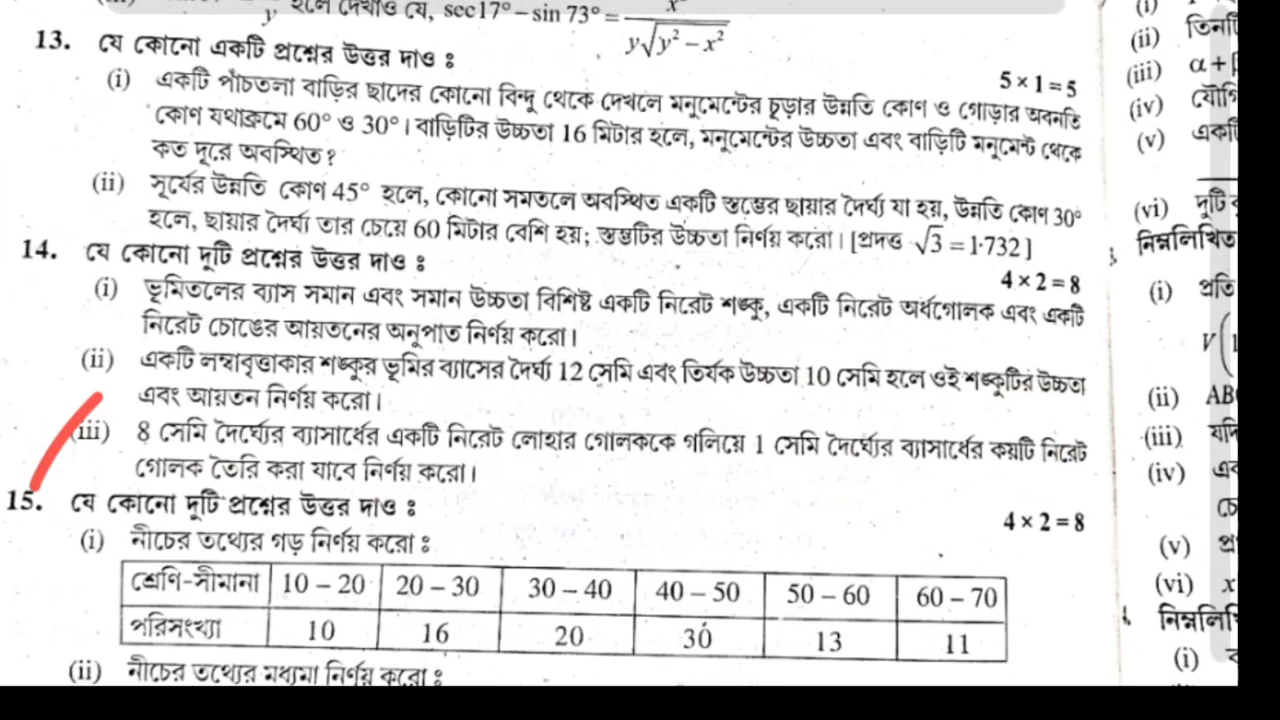 y হলে দেখাও যে, sec17° – sin 73° = x² / y√(y² – x²)
13. যে কোনো একটি প্রশ্নের উত্তর দাও ঃ
5 × 1 = 5
(i) একটি পাঁচতলা বাড়ির ছাদের কোনো বিন্দু থেকে দেখলে মনুমেন্টের চূড়ার উন্নতি কোণ ও গোড়ার অবনতি
কোণ যথাক্রমে 60° ও 30°। বাড়িটির উচ্চতা 16 মিটার হলে, মনুমেন্টের উচ্চতা এবং বাড়িটি মনুমেন্ট থেকে
কত দূরে অবস্থিত?
(ii) সূর্যের উন্নতি কোণ 45° হলে, কোনো সমতলে অবস্থিত একটি স্তম্ভের ছায়ার দৈর্ঘ্য যা হয়, উন্নতি কোণ 30°
হলে, ছায়ার দৈর্ঘ্য তার চেয়ে 60 মিটার বেশি হয়; স্তম্ভটির উচ্চতা নির্ণয় করো। [প্রদত্ত √3 = 1·732]
14. যে কোনো দুটি প্রশ্নের উত্তর দাও ঃ
4 × 2 = 8
(i) ভূমিতলের ব্যাস সমান এবং সমান উচ্চতা বিশিষ্ট একটি নিরেট শঙ্কু, একটি নিরেট অর্ধগোলক এবং একটি
নিরেট চোঙের আয়তনের অনুপাত নির্ণয় করো।
(ii) একটি লম্বাবৃত্তাকার শঙ্কুর ভূমির ব্যাসের দৈর্ঘ্য 12 সেমি এবং তির্যক উচ্চতা 10 সেমি হলে ওই শঙ্কুটির উচ্চতা
এবং আয়তন নির্ণয় করো।
(iii) 8 সেমি দৈর্ঘ্যের ব্যাসার্ধের একটি নিরেট লোহার গোলককে গলিয়ে 1 সেমি দৈর্ঘ্যের ব্যাসার্ধের কয়টি নিরেট
গোলক তৈরি করা যাবে নির্ণয় করো।
15. যে কোনো দুটি প্রশ্নের উত্তর দাও ঃ
4 × 2 = 8
(i) নীচের তথ্যের গড় নির্ণয় করো ঃ
শ্রেণি-সীমানা 10 – 20 20 – 30 30 – 40 40 – 50 50 – 60 60 – 70
পরিসংখ্যা 10 16 20 30 13 11
(ii) নীচের তথ্যের মধ্যমা নির্ণয় করো ঃ
(i)
(ii) তিনটি
(iii) α +
(iv)
(v)
(vi) দুটি
নিম্নলিখিত
(i) প্রতি
V
(ii) AB
(iii) যদি
(iv)
(v)
(vi) x
(i)